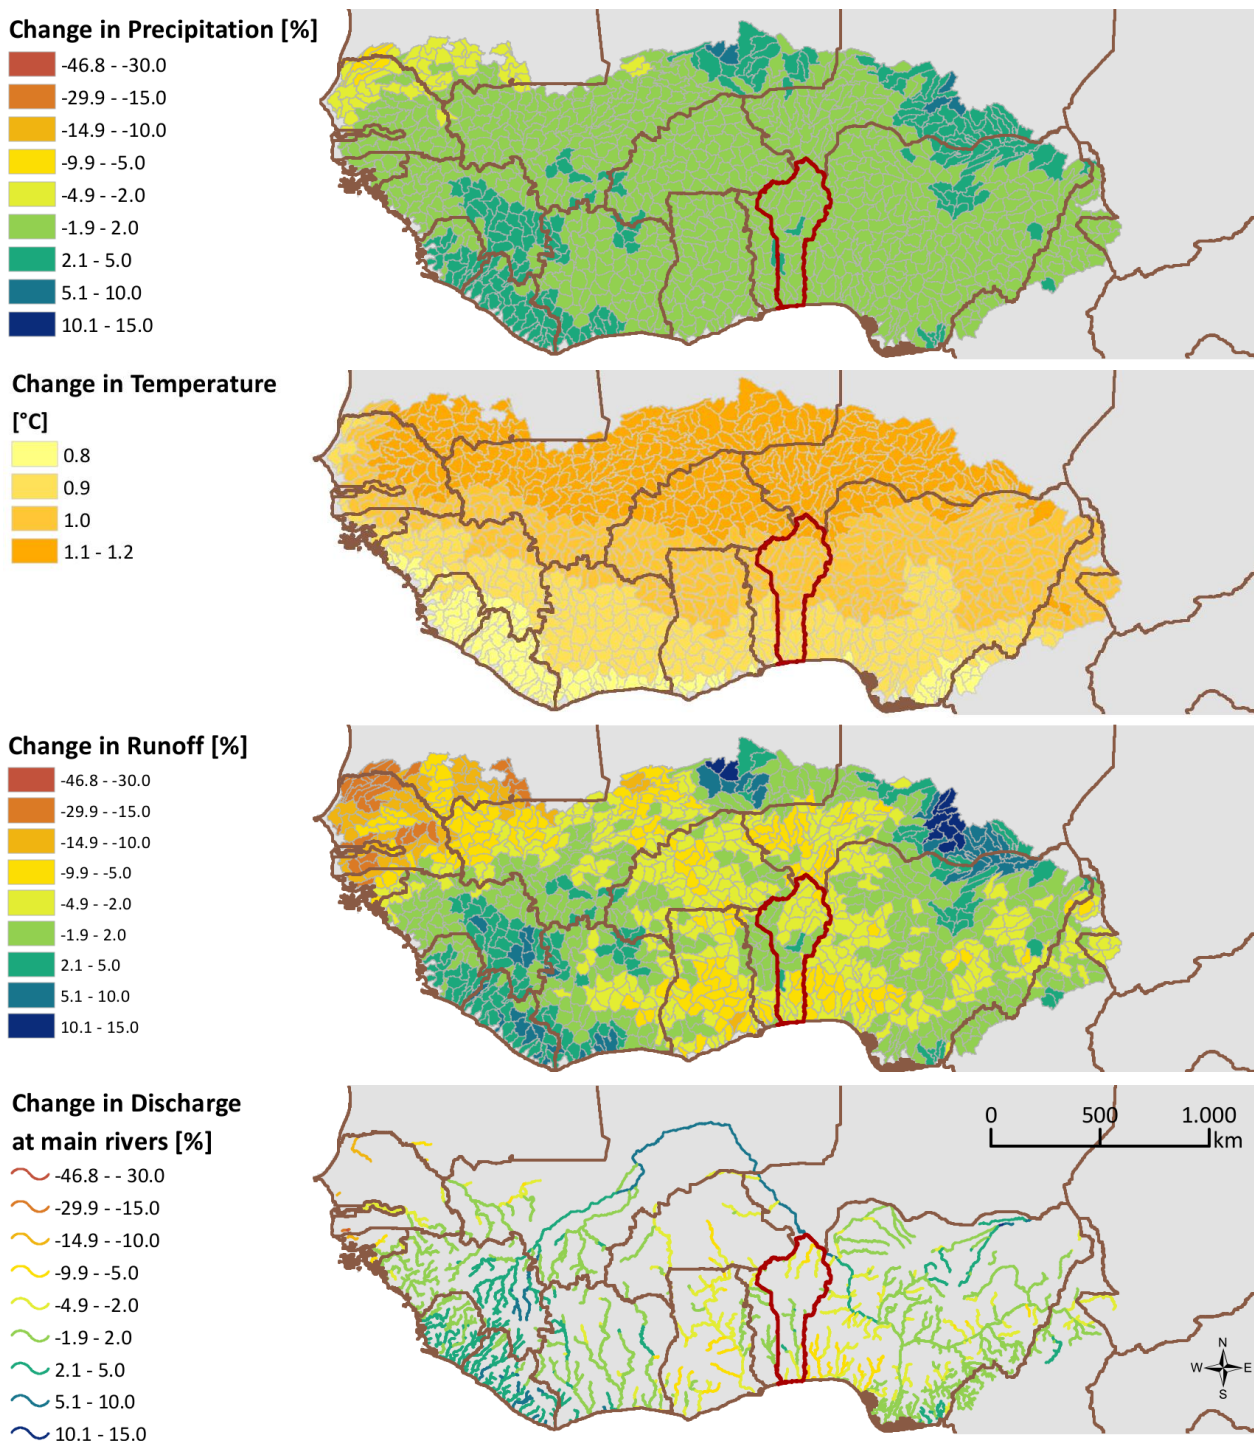 Change in Precipitation [%]
-46.8 - -30.0
-29.9 - -15.0
-14.9 - -10.0
-9.9 - -5.0
-4.9 - -2.0
-1.9 - 2.0
2.1 - 5.0
5.1 - 10.0
10.1 - 15.0
Change in Temperature
[°C]
0.8
0.9
1.0
1.1 - 1.2
Change in Runoff [%]
-46.8 - -30.0
-29.9 - -15.0
-14.9 - -10.0
-9.9 - -5.0
-4.9 - -2.0
-1.9 - 2.0
2.1 - 5.0
5.1 - 10.0
10.1 - 15.0
Change in Discharge
at main rivers [%]
-46.8 - - 30.0
-29.9 - -15.0
-14.9 - -10.0
-9.9 - -5.0
-4.9 - -2.0
-1.9 - 2.0
2.1 - 5.0
5.1 - 10.0
10.1 - 15.0
0 500 1.000
km
N
W E
S